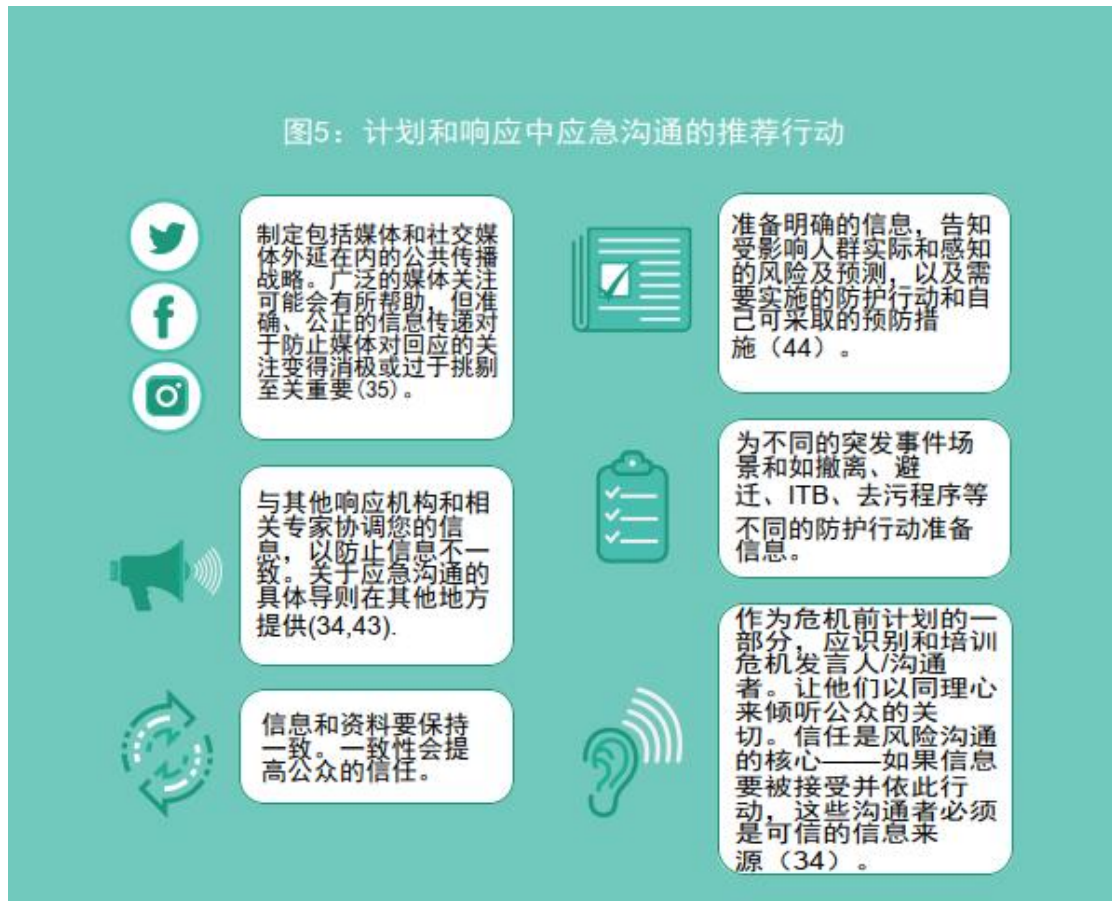 图5：计划和响应中应急沟通的推荐行动
制定包括媒体和社交媒
体外延在内的公共传播
战略。广泛的媒体关注
可能会有所帮助，但准
确、公正的信息传递对
于防止媒体对回应的关
注变得消极或过于挑剔
至关重要(35)。
与其他响应机构和相
关专家协调您的信
息，以防止信息不一
致。关于应急沟通的
具体导则在其他地方
提供(34,43).
信息和资料要保持
一致。一致性会提
高公众的信任。
准备明确的信息，告知
受影响人群实际和感知
的风险及预测，以及需
要实施的防护行动和自
己可采取的预防措
施（44）。
为不同的突发事件场
景和如撤离、避
迁、ITB、去污程序等
不同的防护行动准备
信息。
作为危机前计划的一
部分，应识别和培训
危机发言人/沟通
者。让他们以同理心
来倾听公众的关
切。信任是风险沟通
的核心——如果信息
要被接受并依此行
动，这些沟通者必须
是可信的信息来
源（34）。